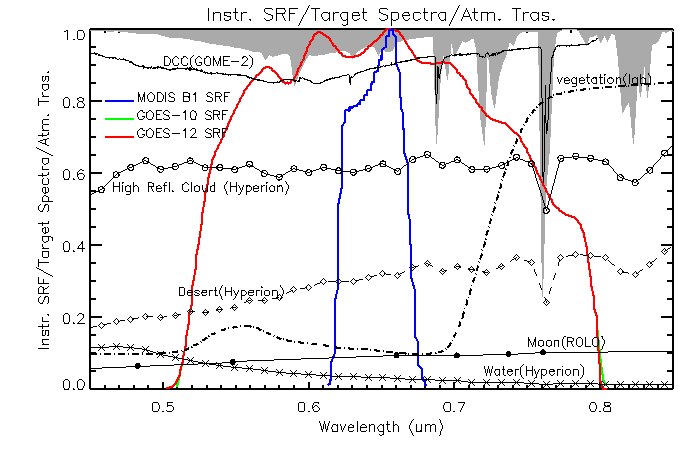 Instr. SRF/Target Spectra/Atm. Tras.
1.0
0.8
0.6
0.4
0.2
0.0
Instr. SRF/Target Spectra/Atm. Tras.
DCC(GOME-2)
vegetation(Igh)
MODIS B1 SRF
GOES-10 SRF
GOES-12 SRF
High Refl. Cloud (Hyperion)
Desert(Hyperion)
Moon(ROLO)
Water(Hyperion)
0.5
0.6
0.7
0.8
Wavelength (um)